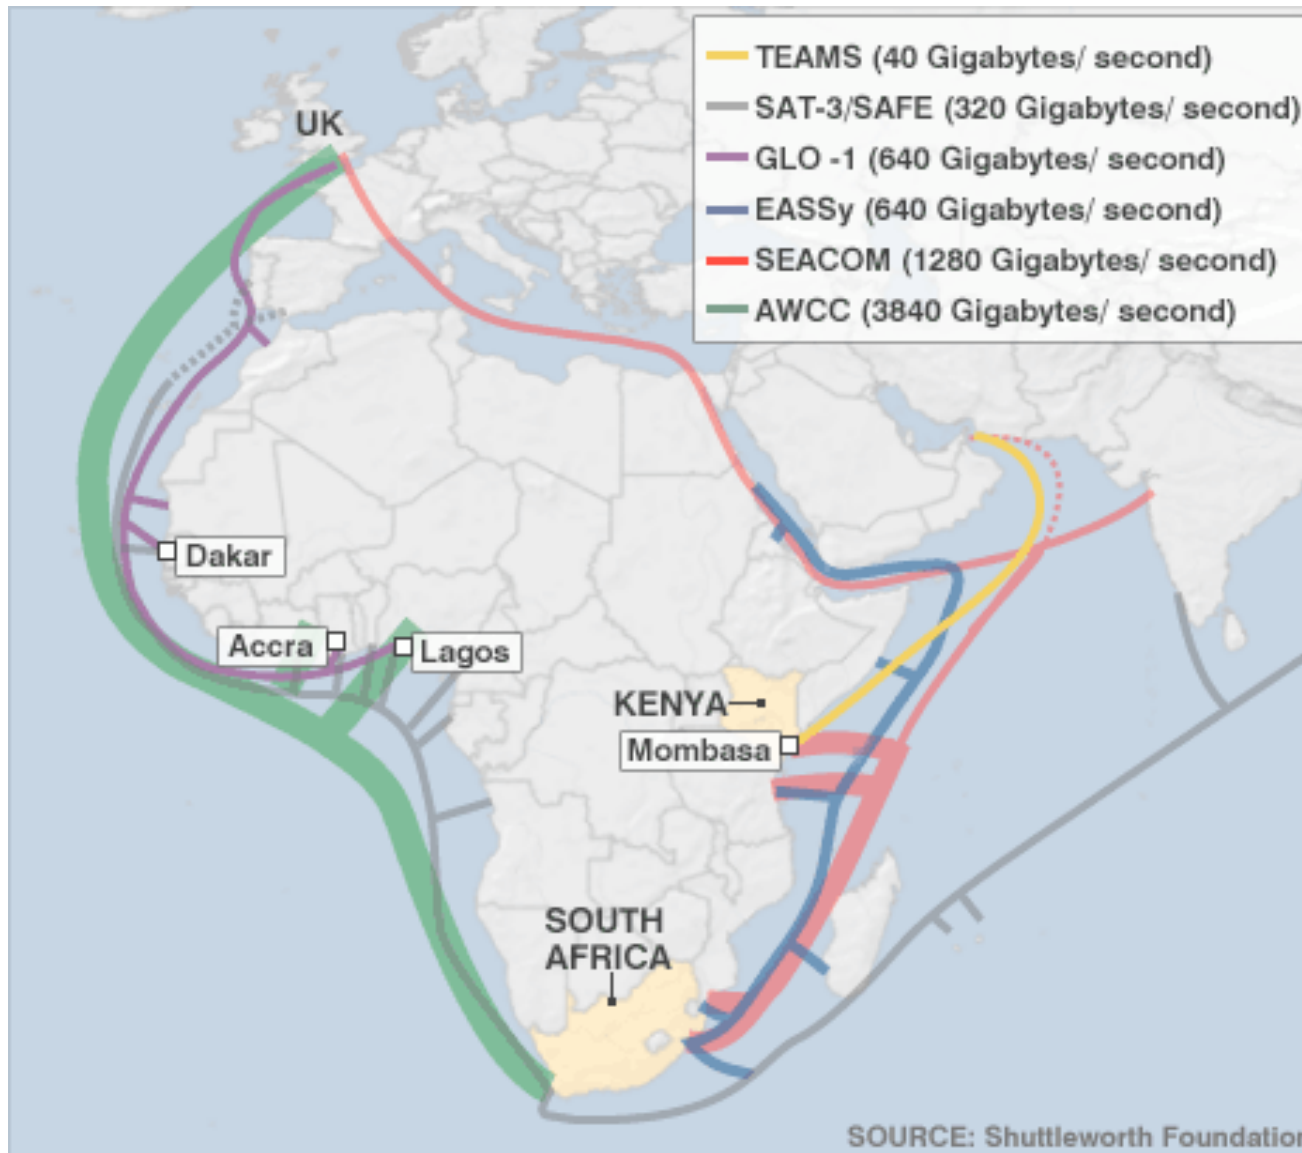 TEAMS (40 Gigabytes/ second)
SAT-3/SAFE (320 Gigabytes/ second)
GLO -1 (640 Gigabytes/ second)
EASSy (640 Gigabytes/ second)
SEACOM (1280 Gigabytes/ second)
AWCC (3840 Gigabytes/ second)
UK
Dakar
Accra
Lagos
KENYA
Mombasa
SOUTH
AFRICA
SOURCE: Shuttleworth Foundation